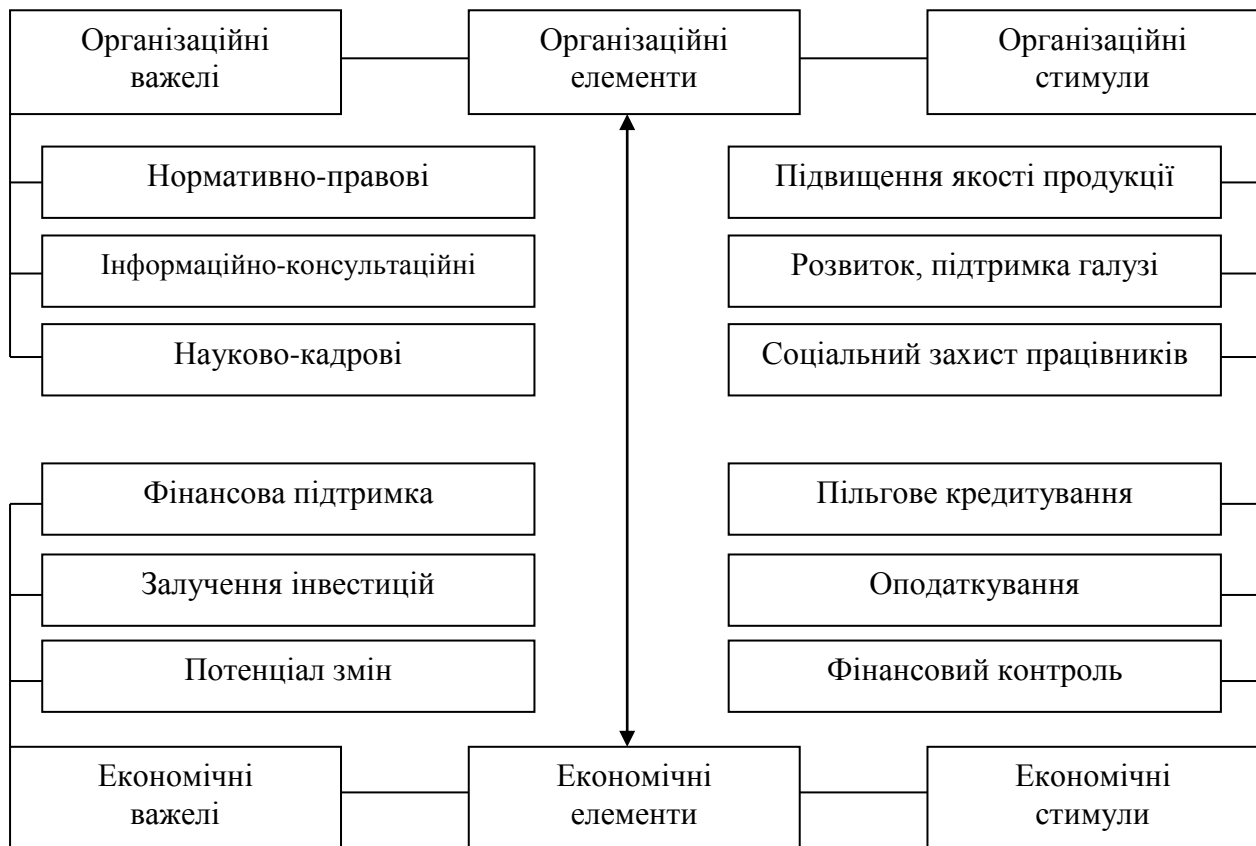 Організаційні
важелі
Організаційні
елементи
Організаційні
стимули
Нормативно-правові
Підвищення якості продукції
Інформаційно-консультаційні
Розвиток, підтримка галузі
Науково-кадрові
Соціальний захист працівників
Фінансова підтримка
Пільгове кредитування
Залучення інвестицій
Оподаткування
Потенціал змін
Фінансовий контроль
Економічні
важелі
Економічні
елементи
Економічні
стимули